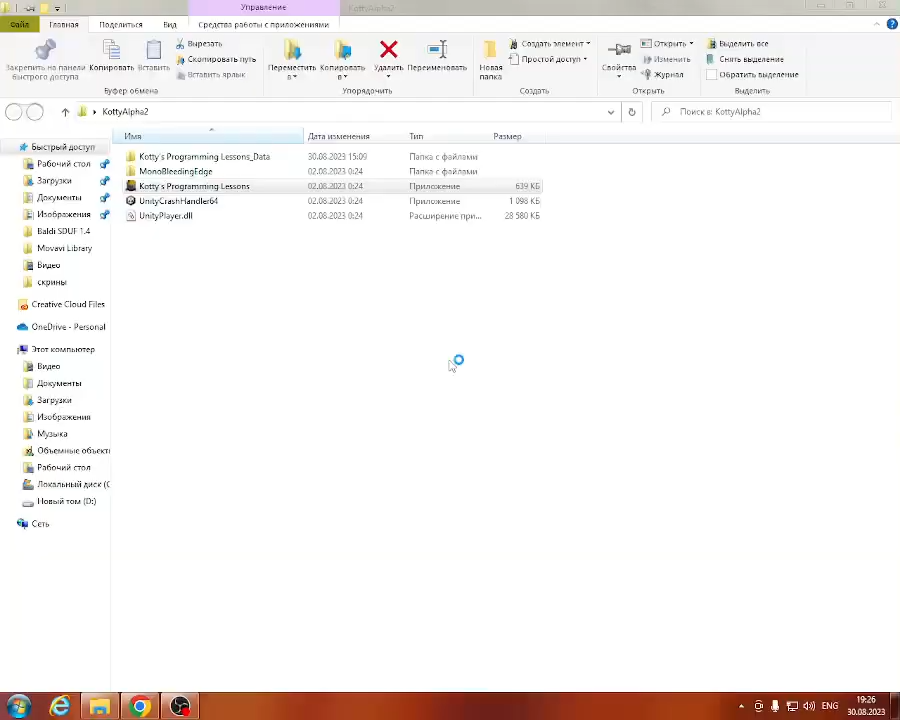 Управление
KottyAlpha2
Файл
Главная
Поделиться
Вид
Средства работы с приложениями
Закрепить на панели быстрого доступа
Копировать
Вставить
Вырезать
Скопировать путь
Вставить ярлык
Буфер обмена
Переместить в
Копировать в
Удалить
Переименовать
Упорядочить
Новая папка
Создать элемент
Простой доступ
Создать
Свойства
Открыть
Изменить
Журнал
Открыть
Выделить все
Снять выделение
Обратить выделение
Выделить
KottyAlpha2
Поиск в: KottyAlpha2
Имя
Дата изменения
Тип
Размер
Kotty's Programming Lessons_Data 30.08.2023 15:09 Папка с файлами
MonoBleedingEdge 02.08.2023 0:24 Папка с файлами
Kotty's Programming Lessons 02.08.2023 0:24 Приложение 639 КБ
UnityCrashHandler64 02.08.2023 0:24 Приложение 1 098 КБ
UnityPlayer.dll 02.08.2023 0:24 Расширение при... 28 580 КБ
Быстрый доступ
Рабочий стол
Загрузки
Документы
Изображения
Baldi SDUF 1.4
Movavi Library
Видео
скрины
Creative Cloud Files
OneDrive - Personal
Этот компьютер
Видео
Документы
Загрузки
Изображения
Музыка
Объемные объект
Рабочий стол
Локальный диск (C
Новый том (D:)
Сеть
ENG
19:26
30.08.2023